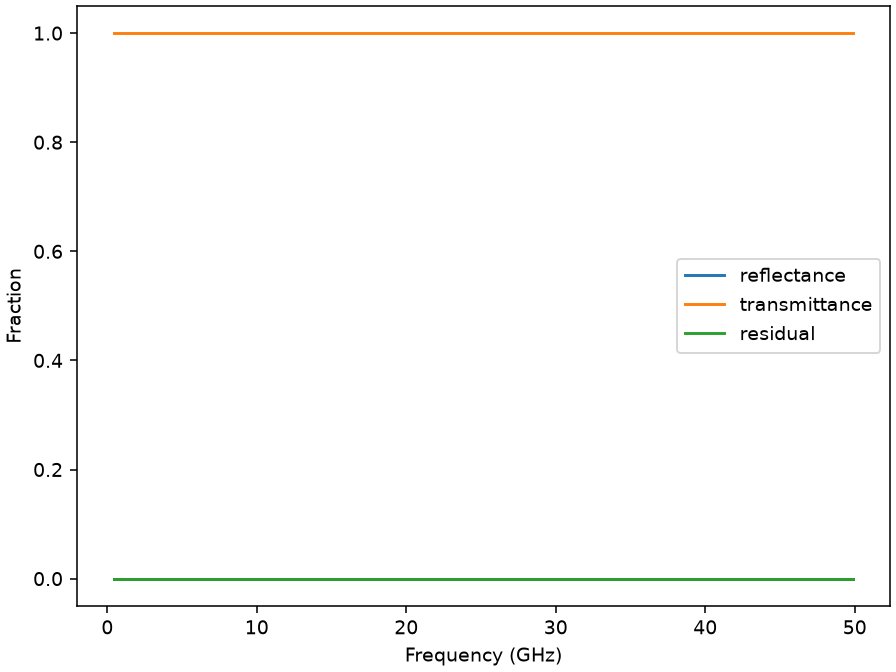 1.0
0.8
0.6
0.4
0.2
0.0
Fraction
reflectance
transmittance
residual
0 10 20 30 40 50
Frequency (GHz)